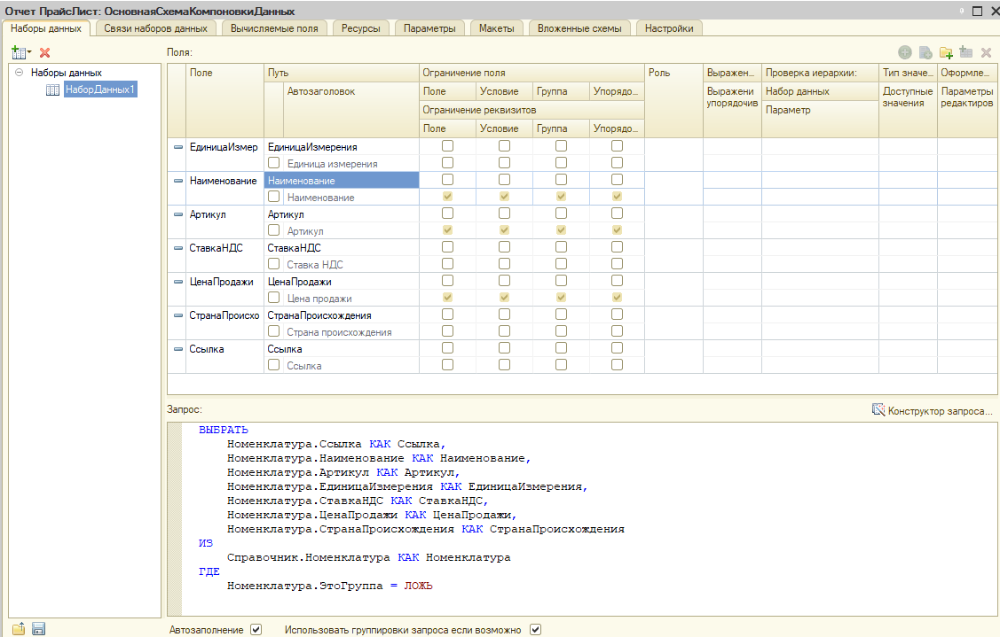 Отчет ПрайсЛист: ОсновнаяСхемаКомпоновкиДанных
Наборы данных Связи наборов данных Вычисляемые поля Ресурсы Параметры Макеты Вложенные схемы Настройки
Поля:
Наборы данных
НаборДанных1
Поле Путь Ограничение поля Роль Выражен... Проверка иерархии: Тип значе... Оформле...
Автозаголовок Поле Условие Группа Упорядо... Выражени упорядочив Набор данных Доступные значения Параметры редактиров
Ограничение реквизитов Параметр
Поле Условие Группа Упорядо...
ЕдиницаИзмер ЕдиницаИзмерения
Единица измерения
Наименование Наименование
Наименование
Артикул Артикул
Артикул
СтавкаНДС СтавкаНДС
Ставка НДС
ЦенаПродажи ЦенаПродажи
Цена продажи
СтранаПроисхо СтранаПроисхождения
Страна происхождения
Ссылка Ссылка
Ссылка
Запрос: Конструктор запроса...
ВЫБРАТЬ
Номенклатура.Ссылка КАК Ссылка,
Номенклатура.Наименование КАК Наименование,
Номенклатура.Артикул КАК Артикул,
Номенклатура.ЕдиницаИзмерения КАК ЕдиницаИзмерения,
Номенклатура.СтавкаНДС КАК СтавкаНДС,
Номенклатура.ЦенаПродажи КАК ЦенаПродажи,
Номенклатура.СтранаПроисхождения КАК СтранаПроисхождения
ИЗ
Справочник.Номенклатура КАК Номенклатура
ГДЕ
Номенклатура.ЭтоГруппа = ЛОЖЬ
Автозаполнение Использовать группировки запроса если возможно